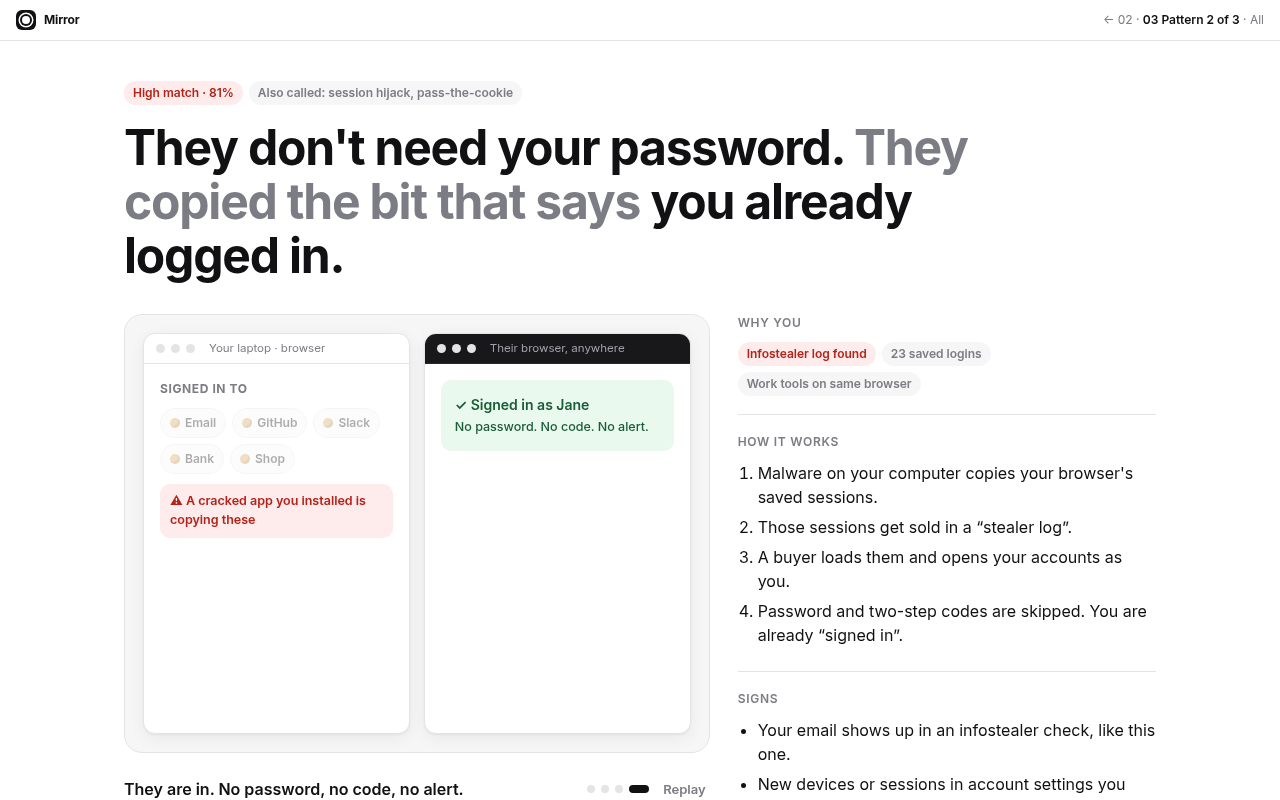 Mirror
← 02 · 03 Pattern 2 of 3 · All
High match · 81%
Also called: session hijack, pass-the-cookie
They don't need your password. They
copied the bit that says you already
logged in.
Your laptop · browser
SIGNED IN TO
Email
GitHub
Slack
Bank
Shop
⚠ A cracked app you installed is
copying these
Their browser, anywhere
✓ Signed in as Jane
No password. No code. No alert.
They are in. No password, no code, no alert.
Replay
WHY YOU
Infostealer log found
23 saved logins
Work tools on same browser
HOW IT WORKS
1. Malware on your computer copies your browser's
saved sessions.
2. Those sessions get sold in a “stealer log”.
3. A buyer loads them and opens your accounts as
you.
4. Password and two-step codes are skipped. You are
already “signed in”.
SIGNS
• Your email shows up in an infostealer check, like this
one.
• New devices or sessions in account settings you